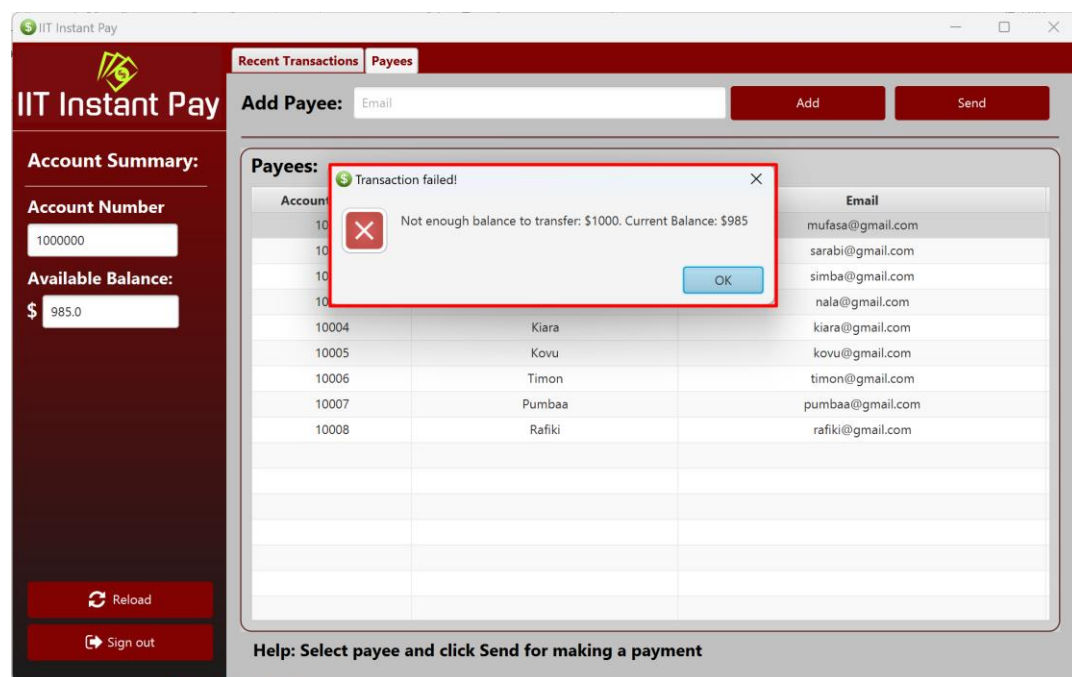 IIT Instant Pay
IIT Instant Pay
Account Summary:
Account Number
1000000
Available Balance:
$ 985.0
Reload
Sign out
Recent Transactions Payees
Add Payee: Email Add Send
Payees:
Email
Transaction failed!
Not enough balance to transfer: $1000. Current Balance: $985
OK
mufasa@gmail.com
sarabi@gmail.com
simba@gmail.com
nala@gmail.com
10004 Kiara kiara@gmail.com
10005 Kovu kovu@gmail.com
10006 Timon timon@gmail.com
10007 Pumbaa pumbaa@gmail.com
10008 Rafiki rafiki@gmail.com
Help: Select payee and click Send for making a payment